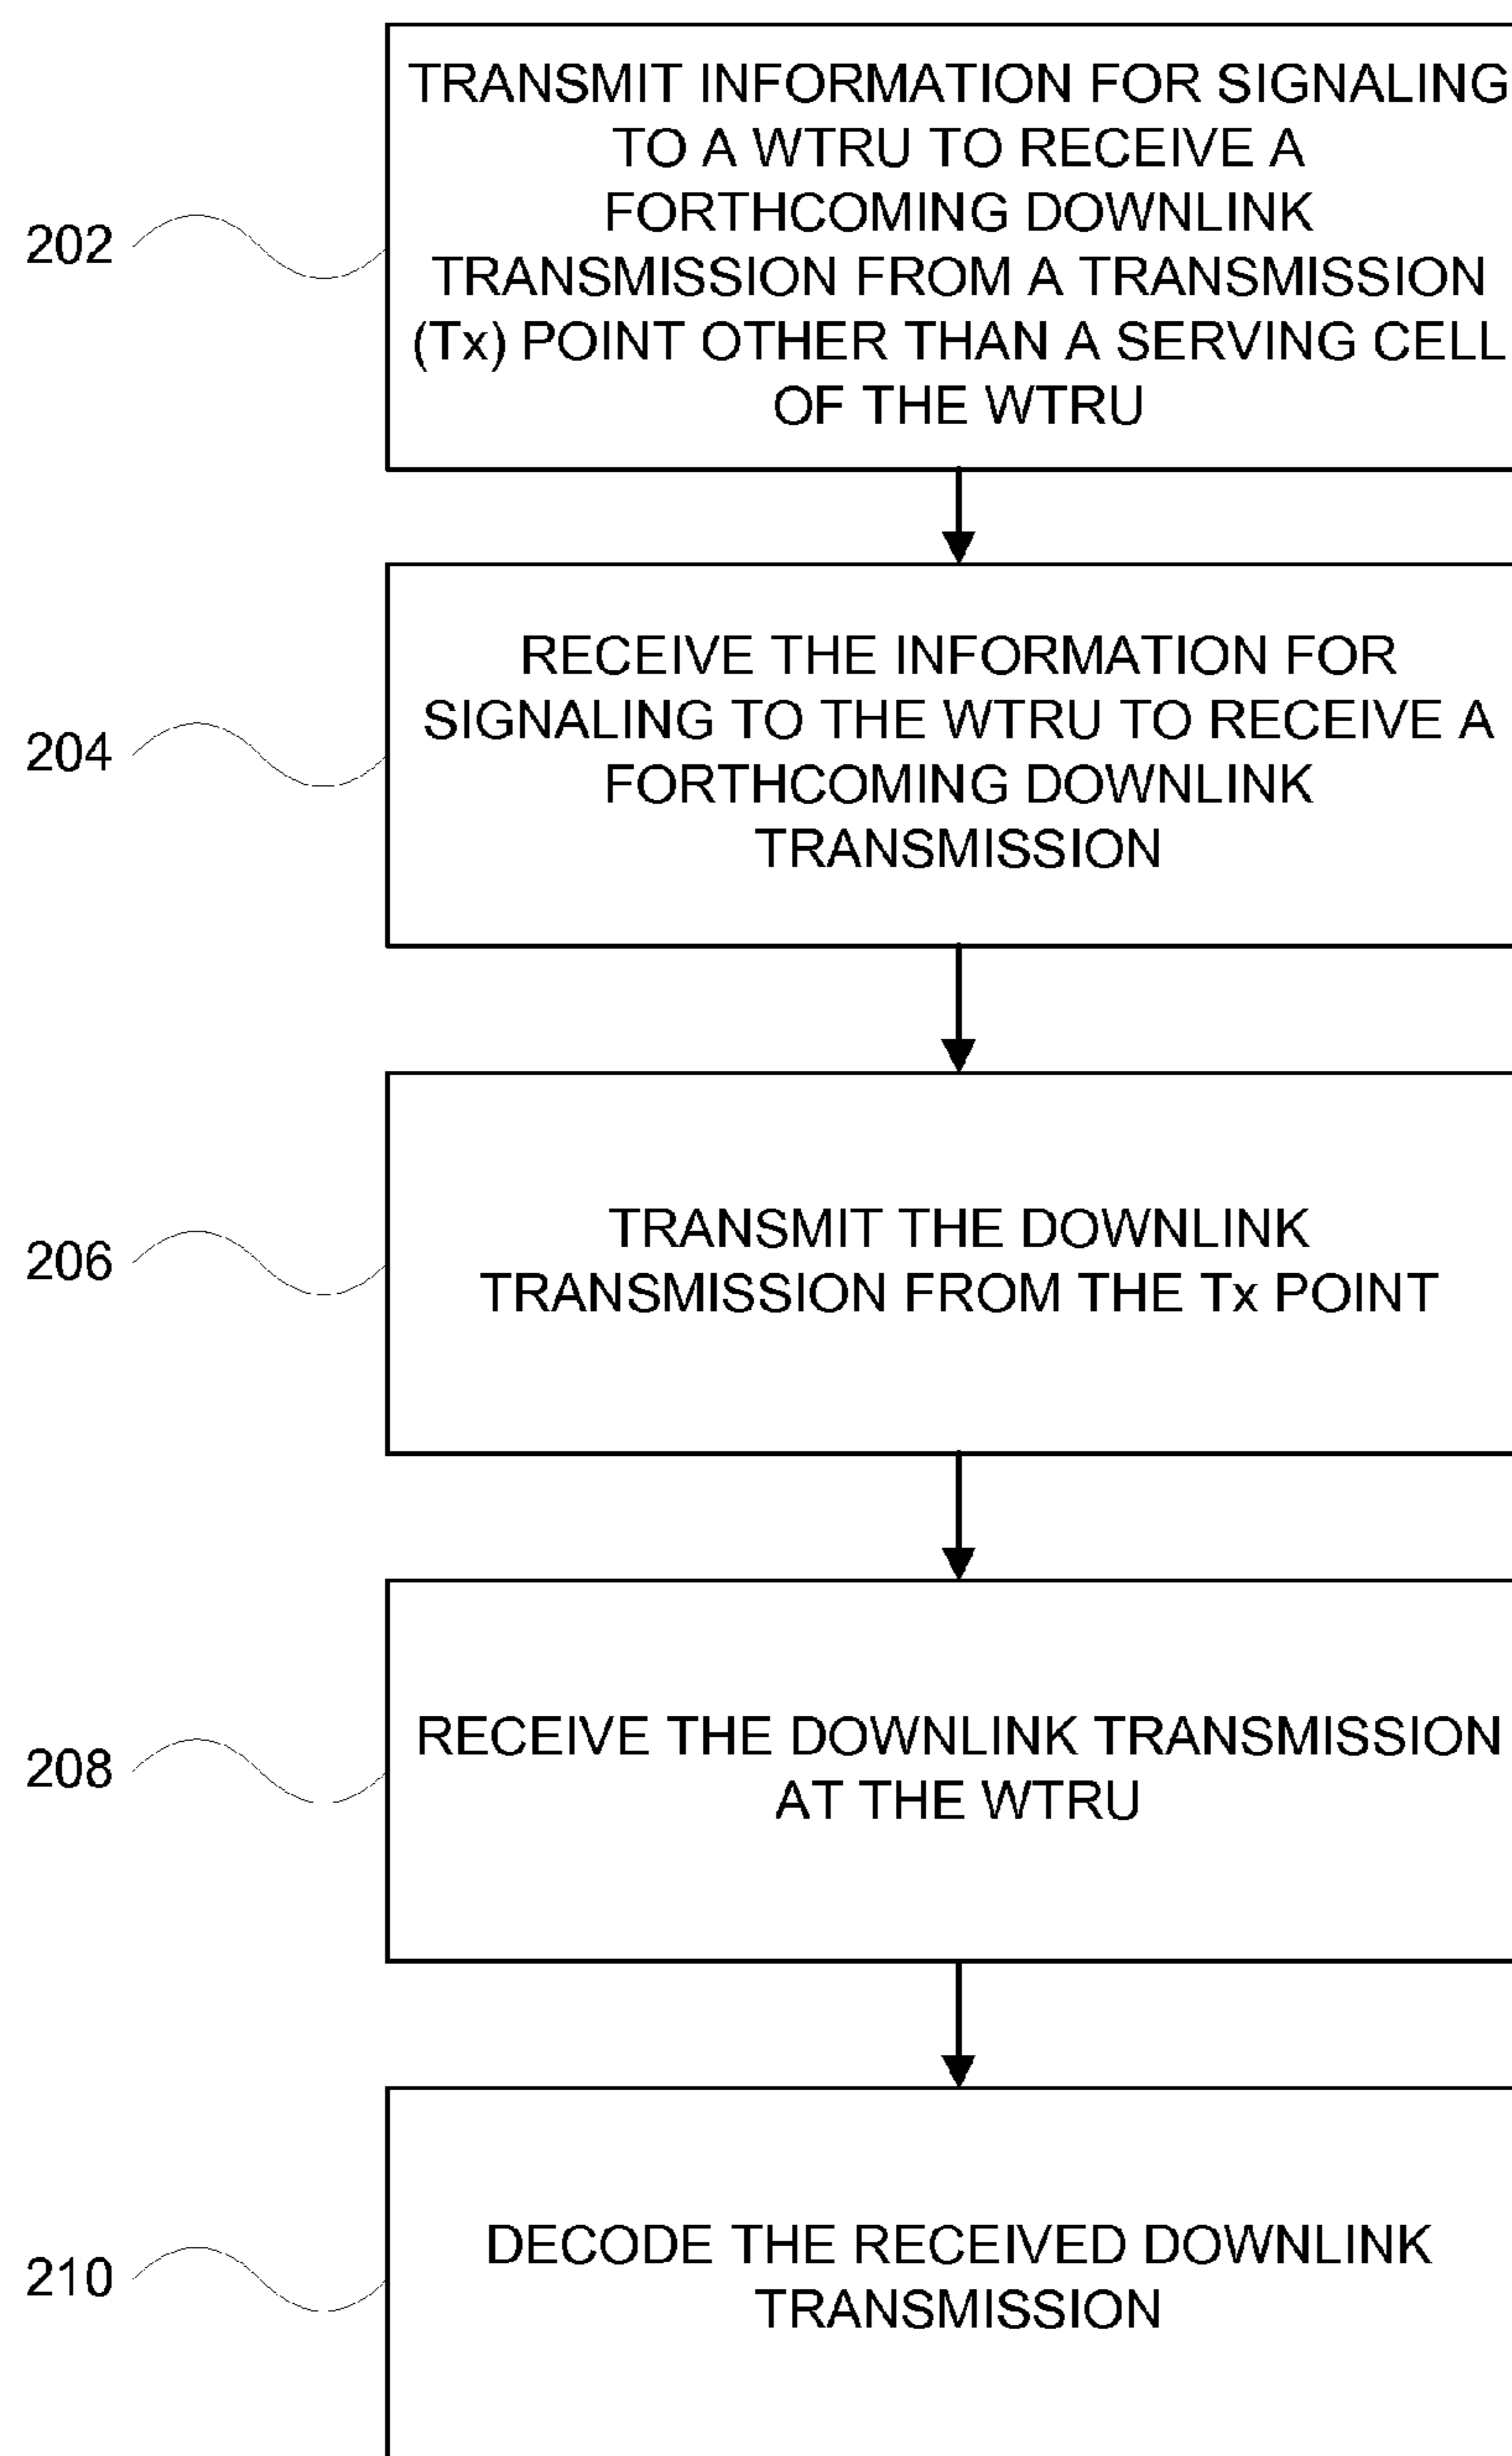 TRANSMIT INFORMATION FOR SIGNALING
TO A WTRU TO RECEIVE A
FORTHCOMING DOWNLINK
TRANSMISSION FROM A TRANSMISSION
(Tx) POINT OTHER THAN A SERVING CELL
OF THE WTRU
202
RECEIVE THE INFORMATION FOR
SIGNALING TO THE WTRU TO RECEIVE A
FORTHCOMING DOWNLINK
TRANSMISSION
204
TRANSMIT THE DOWNLINK
TRANSMISSION FROM THE Tx POINT
206
RECEIVE THE DOWNLINK TRANSMISSION
AT THE WTRU
208
DECODE THE RECEIVED DOWNLINK
TRANSMISSION
210